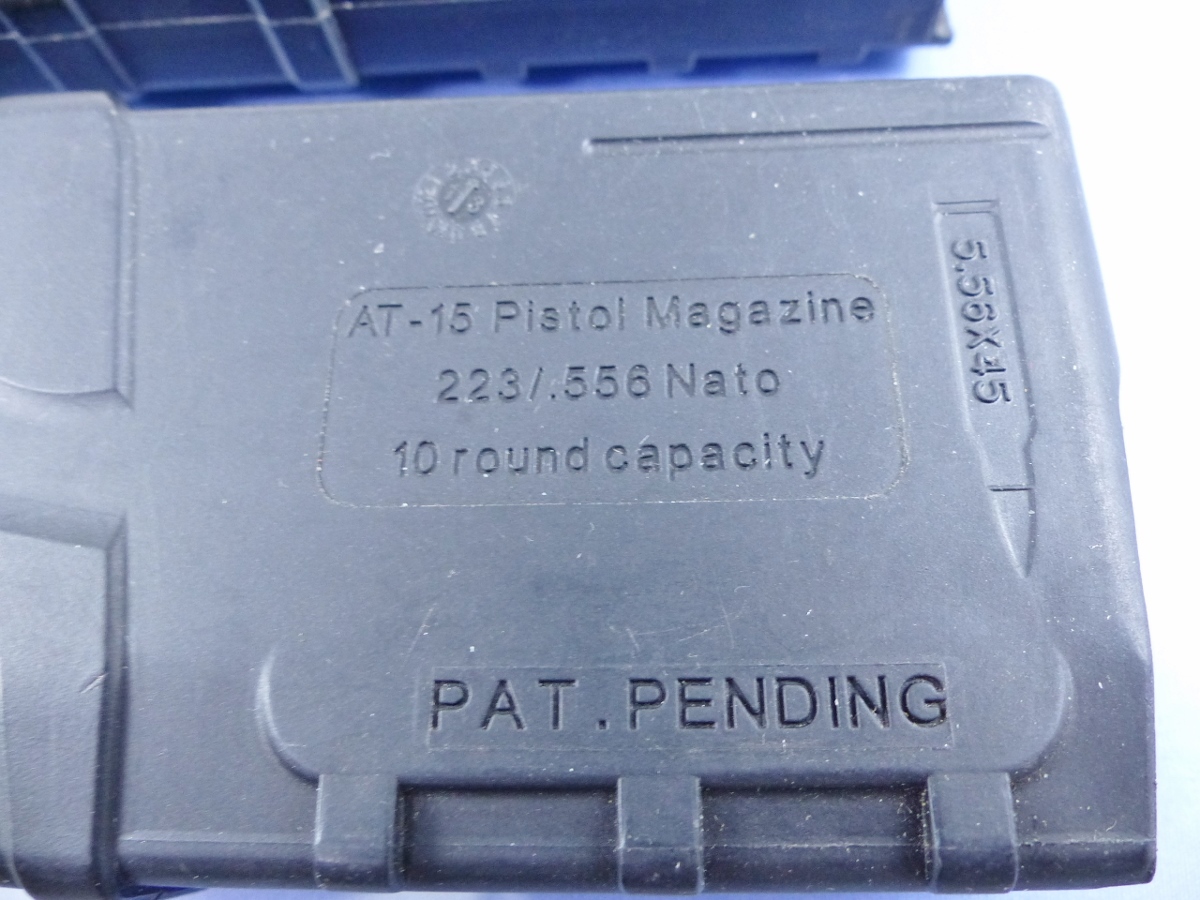 AT-15 Pistol Magazine
223/.556 Nato
10 round capacity
5.56X45
PAT.PENDING